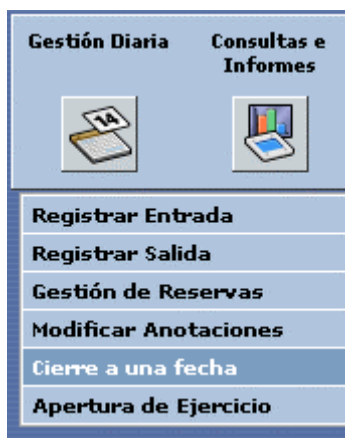 Gestión Diaria
Consultas e
Informes
14
Registrar Entrada
Registrar Salida
Gestión de Reservas
Modificar Anotaciones
Cierre a una fecha
Apertura de Ejercicio